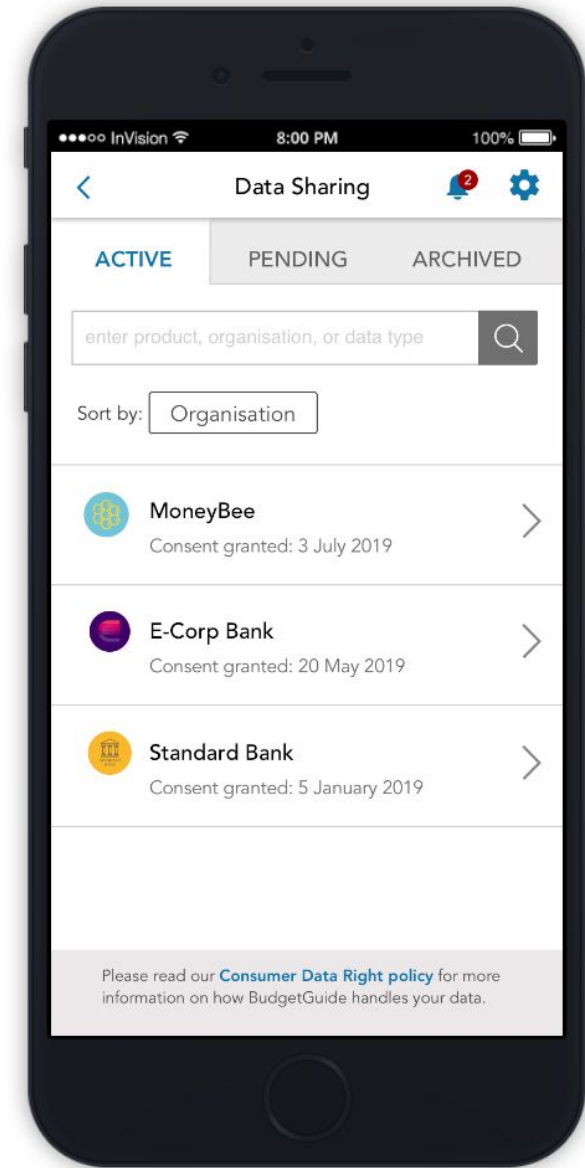 InVision
8:00 PM
100%
Data Sharing
2
ACTIVE
PENDING
ARCHIVED
enter product, organisation, or data type
Sort by:
Organisation
MoneyBee
Consent granted: 3 July 2019
E-Corp Bank
Consent granted: 20 May 2019
Standard Bank
Consent granted: 5 January 2019
Please read our Consumer Data Right policy for more
information on how BudgetGuide handles your data.